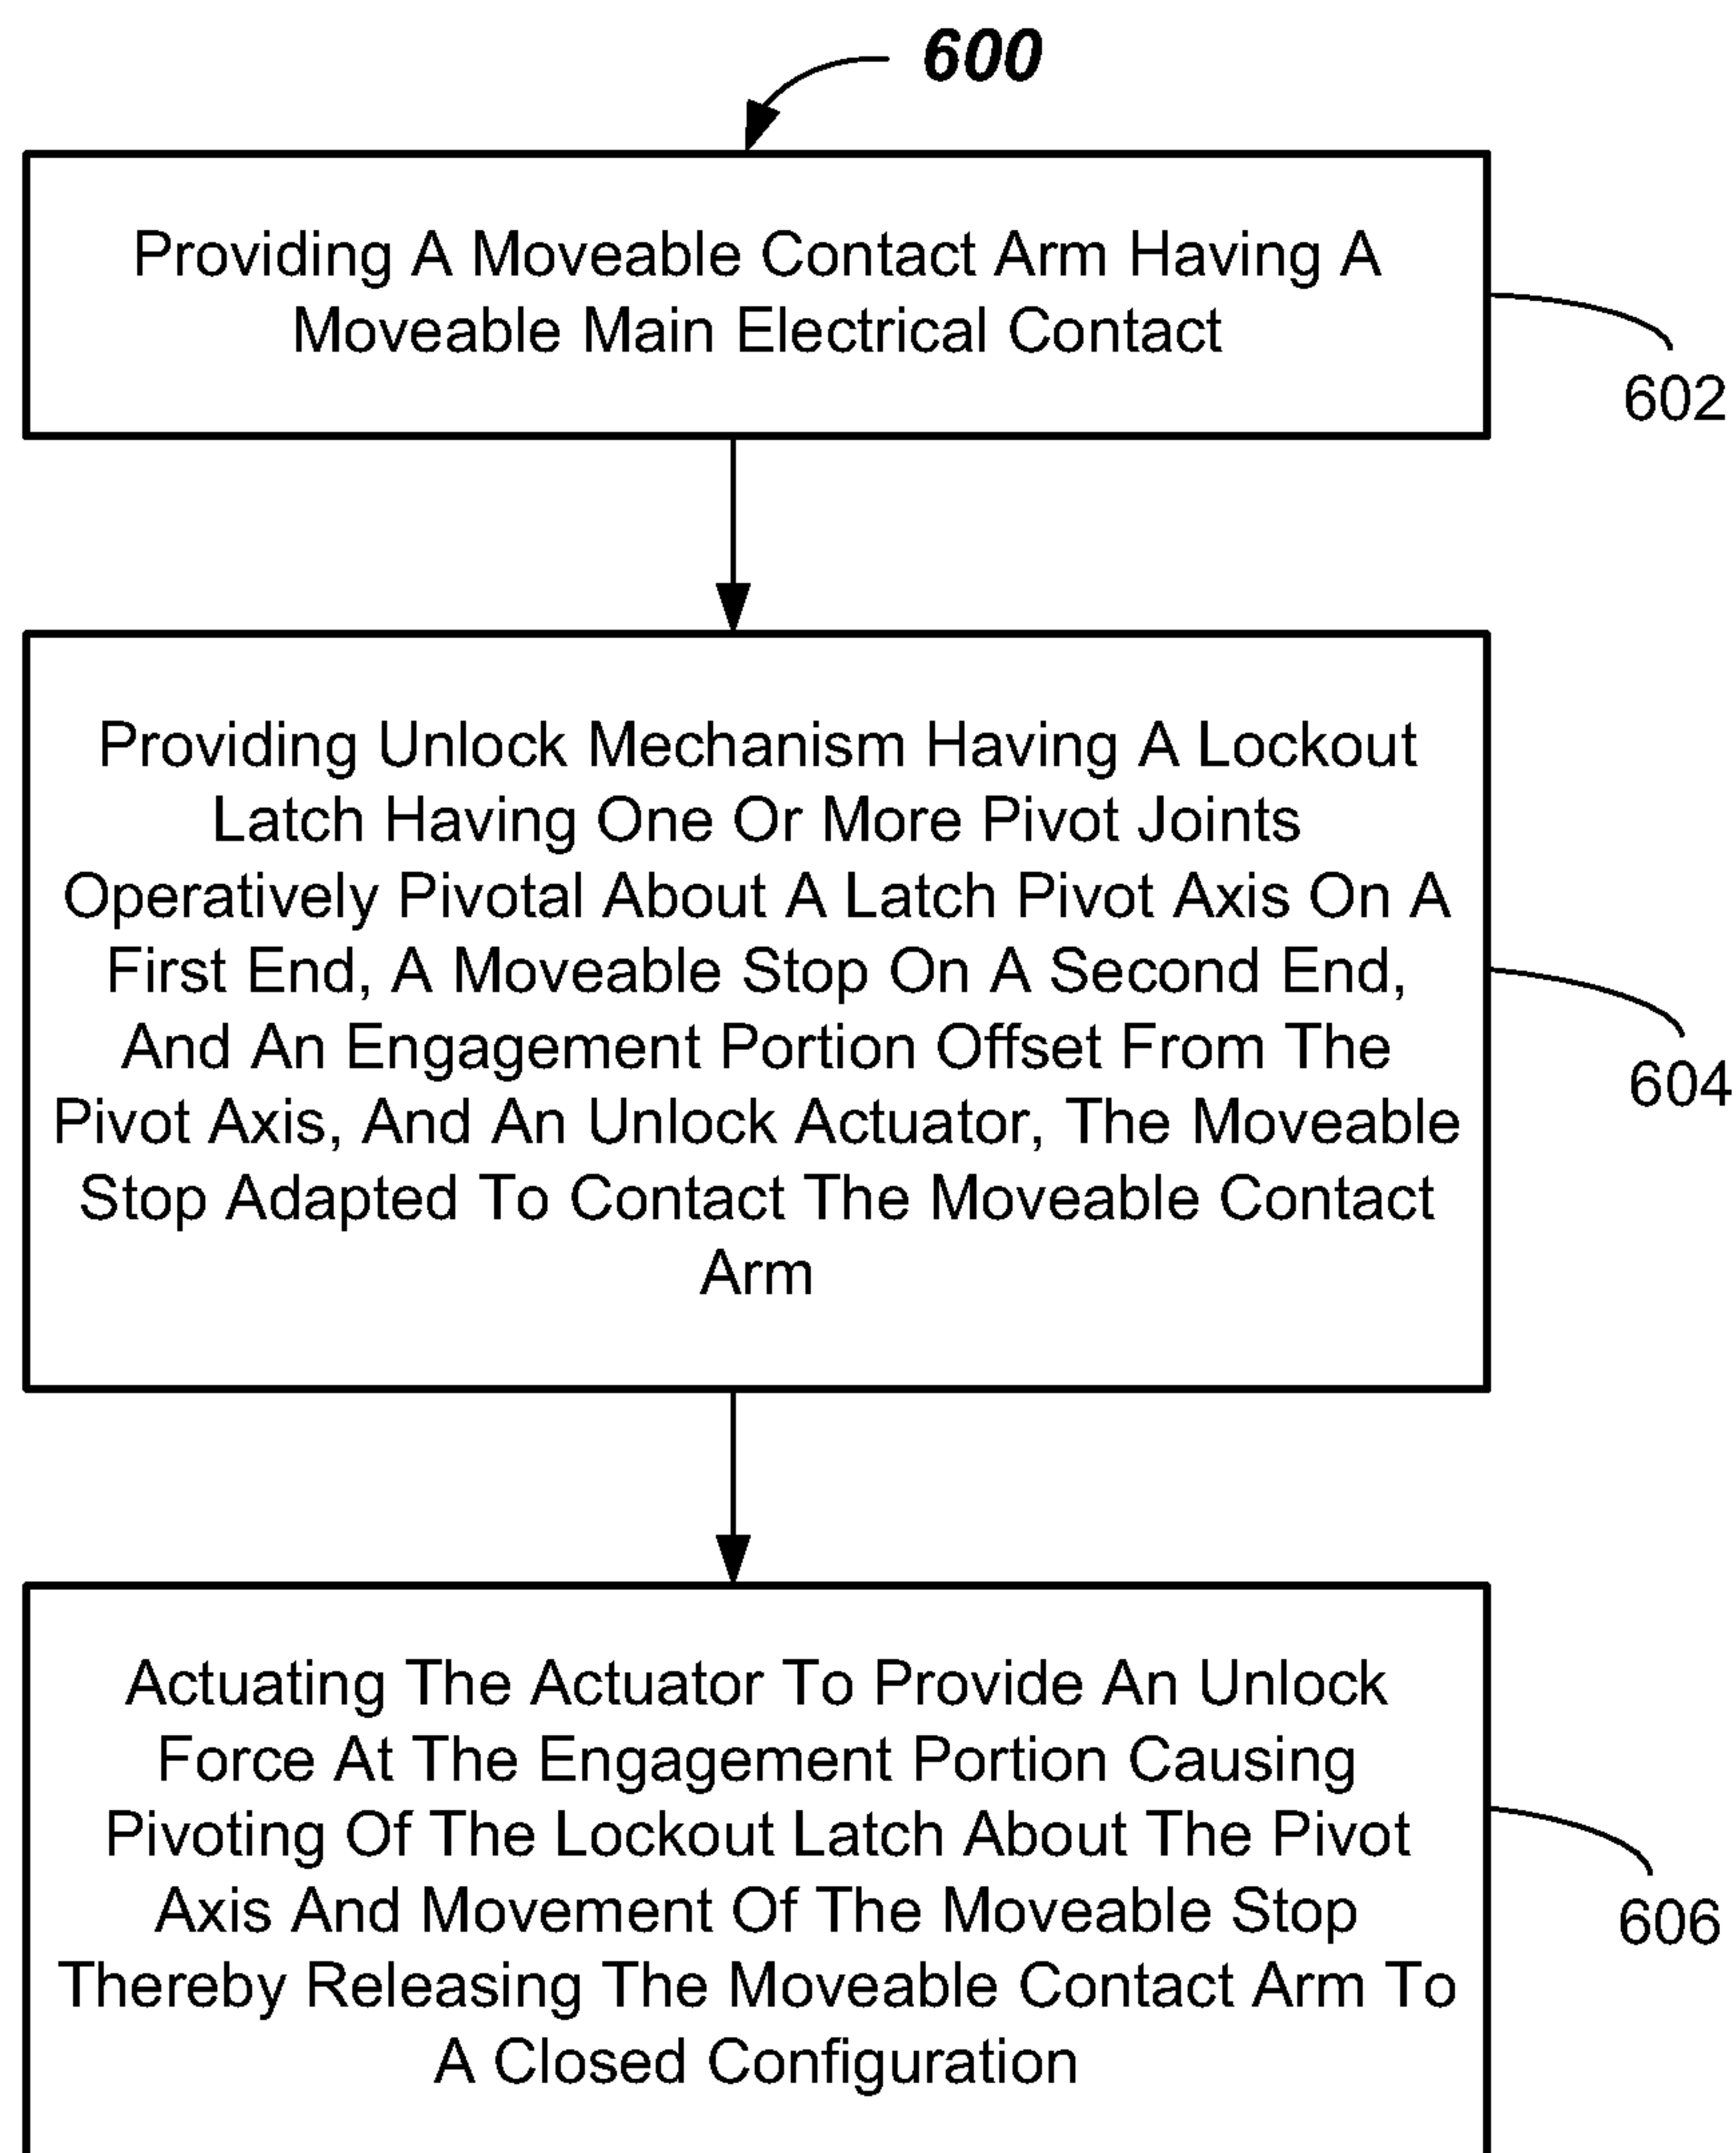 600
Providing A Moveable Contact Arm Having A
Moveable Main Electrical Contact
602
Providing Unlock Mechanism Having A Lockout
Latch Having One Or More Pivot Joints
Operatively Pivotal About A Latch Pivot Axis On A
First End, A Moveable Stop On A Second End,
And An Engagement Portion Offset From The
Pivot Axis, And An Unlock Actuator, The Moveable
Stop Adapted To Contact The Moveable Contact
Arm
604
Actuating The Actuator To Provide An Unlock
Force At The Engagement Portion Causing
Pivoting Of The Lockout Latch About The Pivot
Axis And Movement Of The Moveable Stop
Thereby Releasing The Moveable Contact Arm To
A Closed Configuration
606